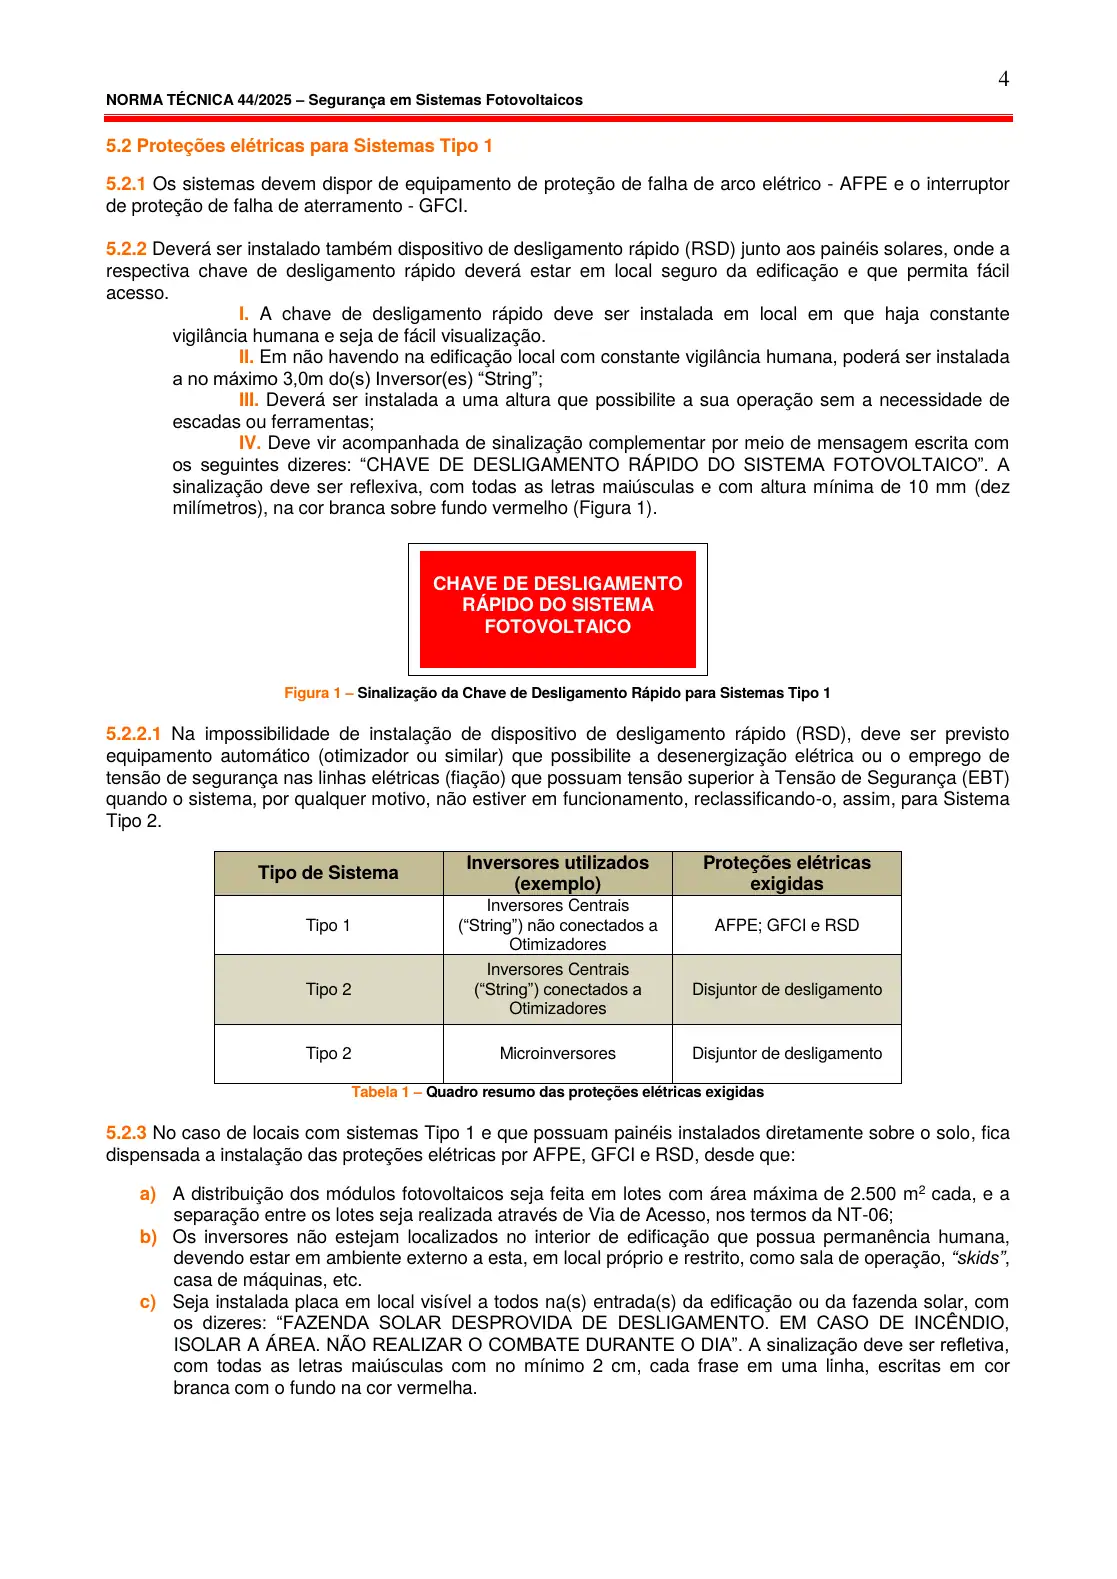 4
NORMA TÉCNICA 44/2025 – Segurança em Sistemas Fotovoltaicos
5.2 Proteções elétricas para Sistemas Tipo 1
5.2.1 Os sistemas devem dispor de equipamento de proteção de falha de arco elétrico - AFPE e o interruptor
de proteção de falha de aterramento - GFCI.
5.2.2 Deverá ser instalado também dispositivo de desligamento rápido (RSD) junto aos painéis solares, onde a
respectiva chave de desligamento rápido deverá estar em local seguro da edificação e que permita fácil
acesso.
I. A chave de desligamento rápido deve ser instalada em local em que haja constante
vigilância humana e seja de fácil visualização.
II. Em não havendo na edificação local com constante vigilância humana, poderá ser instalada
a no máximo 3,0m do(s) Inversor(es) “String”;
III. Deverá ser instalada a uma altura que possibilite a sua operação sem a necessidade de
escadas ou ferramentas;
IV. Deve vir acompanhada de sinalização complementar por meio de mensagem escrita com
os seguintes dizeres: “CHAVE DE DESLIGAMENTO RÁPIDO DO SISTEMA FOTOVOLTAICO”. A
sinalização deve ser reflexiva, com todas as letras maiúsculas e com altura mínima de 10 mm (dez
milímetros), na cor branca sobre fundo vermelho (Figura 1).
CHAVE DE DESLIGAMENTO
RÁPIDO DO SISTEMA
FOTOVOLTAICO
Figura 1 – Sinalização da Chave de Desligamento Rápido para Sistemas Tipo 1
5.2.2.1 Na impossibilidade de instalação de dispositivo de desligamento rápido (RSD), deve ser previsto
equipamento automático (otimizador ou similar) que possibilite a desenergização elétrica ou o emprego de
tensão de segurança nas linhas elétricas (fiação) que possuam tensão superior à Tensão de Segurança (EBT)
quando o sistema, por qualquer motivo, não estiver em funcionamento, reclassificando-o, assim, para Sistema
Tipo 2.
Tipo de Sistema
Inversores utilizados
(exemplo)
Proteções elétricas
exigidas
Tipo 1
Inversores Centrais
(“String”) não conectados a
Otimizadores
AFPE; GFCI e RSD
Tipo 2
Inversores Centrais
(“String”) conectados a
Otimizadores
Disjuntor de desligamento
Tipo 2
Microinversores
Disjuntor de desligamento
Tabela 1 – Quadro resumo das proteções elétricas exigidas
5.2.3 No caso de locais com sistemas Tipo 1 e que possuam painéis instalados diretamente sobre o solo, fica
dispensada a instalação das proteções elétricas por AFPE, GFCI e RSD, desde que:
a) A distribuição dos módulos fotovoltaicos seja feita em lotes com área máxima de 2.500 m² cada, e a
separação entre os lotes seja realizada através de Via de Acesso, nos termos da NT-06;
b) Os inversores não estejam localizados no interior de edificação que possua permanência humana,
devendo estar em ambiente externo a esta, em local próprio e restrito, como sala de operação, “skids”,
casa de máquinas, etc.
c) Seja instalada placa em local visível a todos na(s) entrada(s) da edificação ou da fazenda solar, com
os dizeres: “FAZENDA SOLAR DESPROVIDA DE DESLIGAMENTO. EM CASO DE INCÊNDIO,
ISOLAR A ÁREA. NÃO REALIZAR O COMBATE DURANTE O DIA”. A sinalização deve ser refletiva,
com todas as letras maiúsculas com no mínimo 2 cm, cada frase em uma linha, escritas em cor
branca com o fundo na cor vermelha.